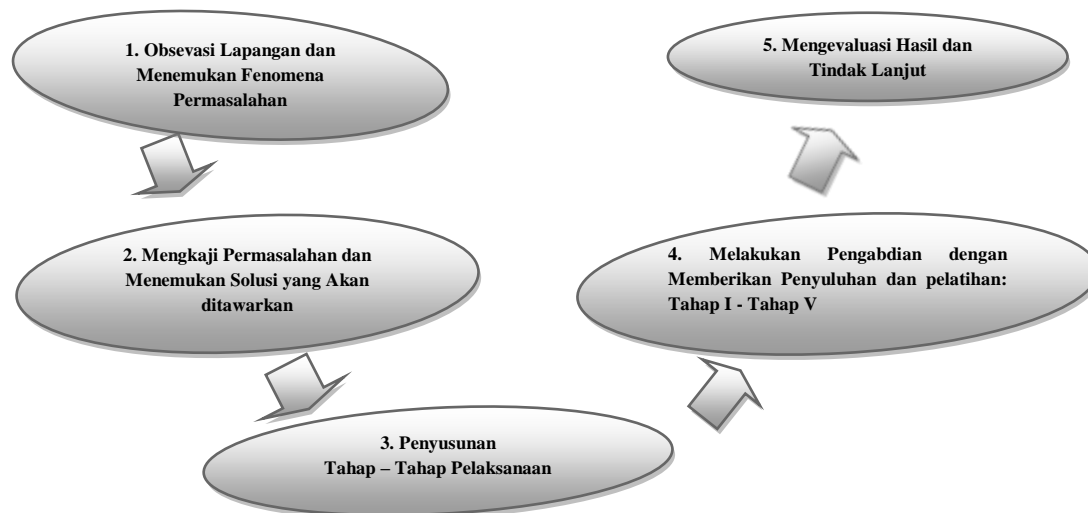 1. Obsevasi Lapangan dan
Menemukan Fenomena
Permasalahan
2. Mengkaji Permasalahan dan
Menemukan Solusi yang Akan
ditawarkan
3. Penyusunan
Tahap – Tahap Pelaksanaan
4. Melakukan Pengabdian dengan
Memberikan Penyuluhan dan pelatihan:
Tahap I - Tahap V
5. Mengevaluasi Hasil dan
Tindak Lanjut